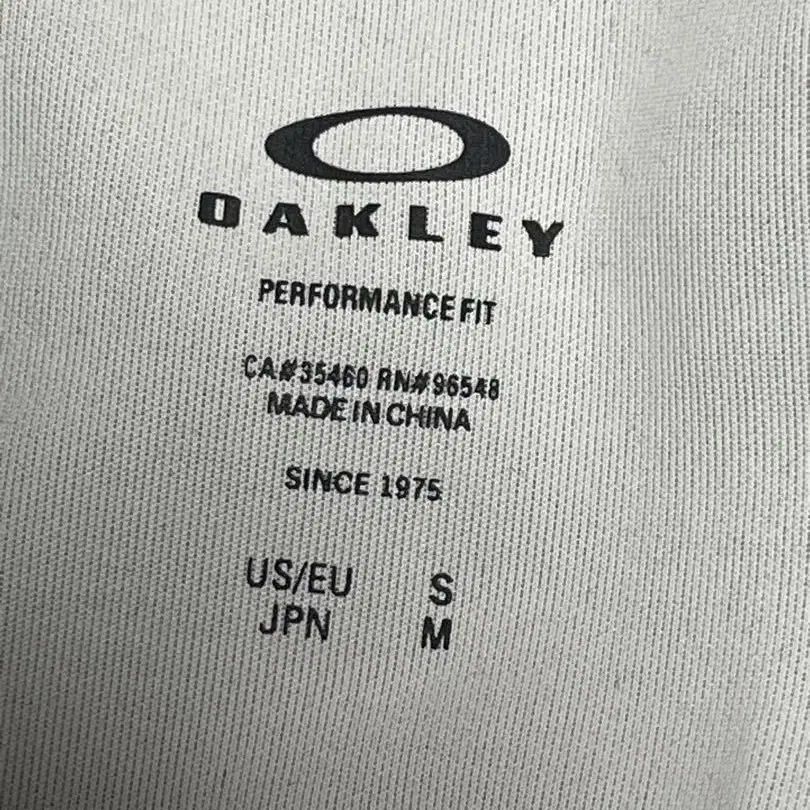 OAKLEY
PERFORMANCE FIT
CA#35460 RN#96548
MADE IN CHINA
SINCE 1975
US/EU S
JPN M